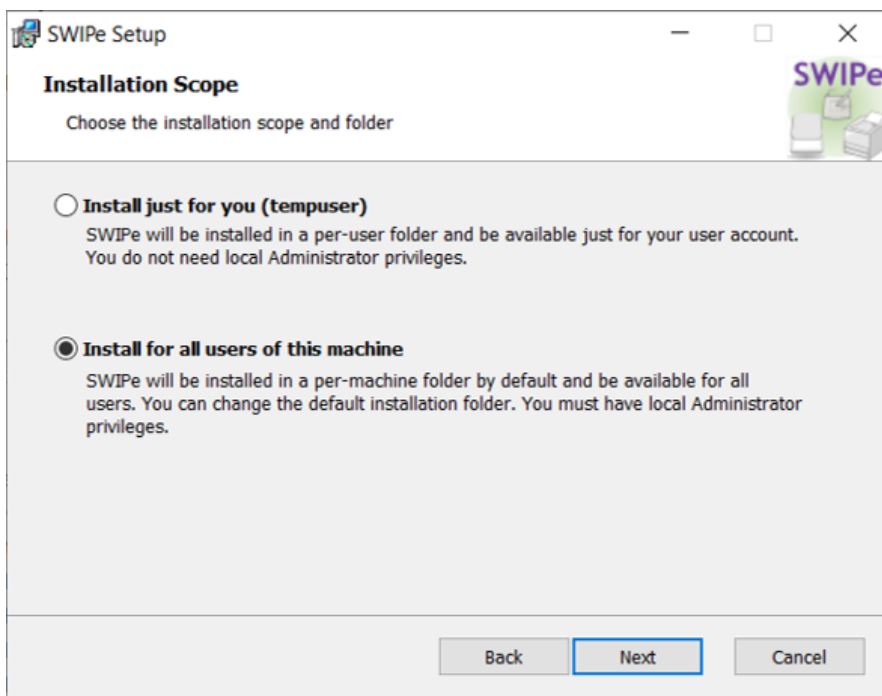 SWIPe Setup
Installation Scope
SWIPe
Choose the installation scope and folder
Install just for you (tempuser)
SWIPe will be installed in a per-user folder and be available just for your user account.
You do not need local Administrator privileges.
Install for all users of this machine
SWIPe will be installed in a per-machine folder by default and be available for all
users. You can change the default installation folder. You must have local Administrator
privileges.
Back
Next
Cancel